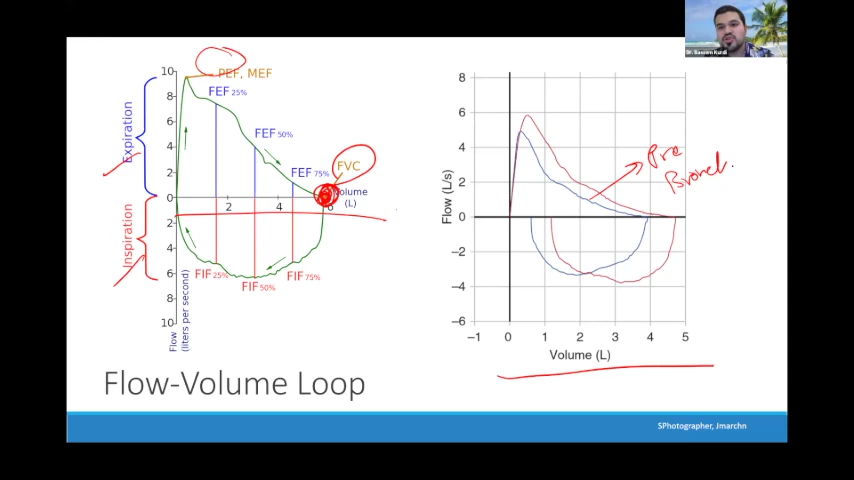 Dr. Bassem Kurdi
10
PEF, MEF
8
FEF 25%
6
FEF 50%
4
FEF 75%
FVC
2
0
2
4
6
Volume
(L)
2
4
6
8
10
Expiration
Inspiration
FIF 25%
FIF 50%
FIF 75%
Flow
(liters per second)
8
6
4
2
0
−2
−4
−6
Flow (L/s)
−1
0
1
2
3
4
5
Volume (L)
Pre
Bronch.
Flow-Volume Loop
SPhotographer, Jmarchn